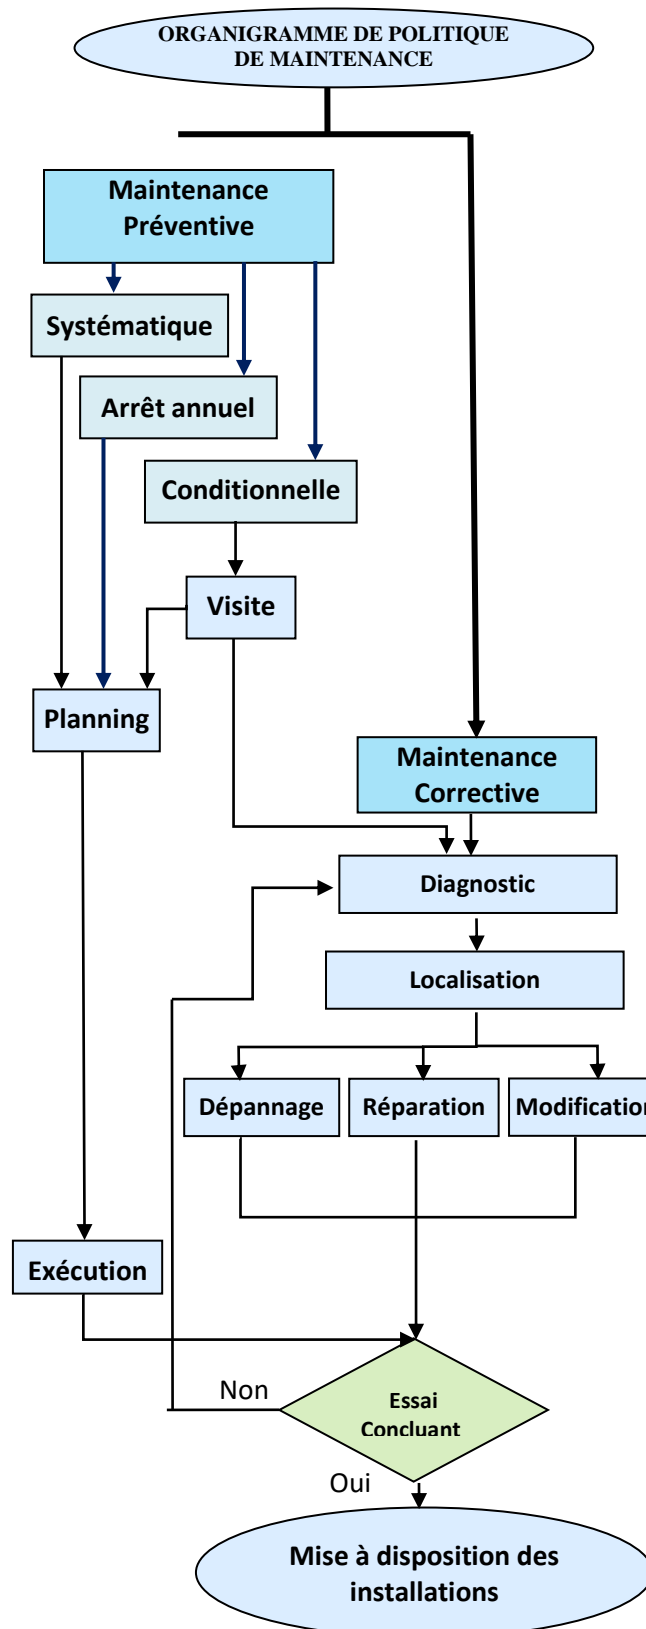 ORGANIGRAMME DE POLITIQUE
DE MAINTENANCE
Maintenance
Préventive
Systématique
Arrêt annuel
Conditionnelle
Visite
Planning
Maintenance
Corrective
Diagnostic
Localisation
Dépannage
Réparation
Modification
Exécution
Non
Essai
Concluant
Oui
Mise à disposition des
installations